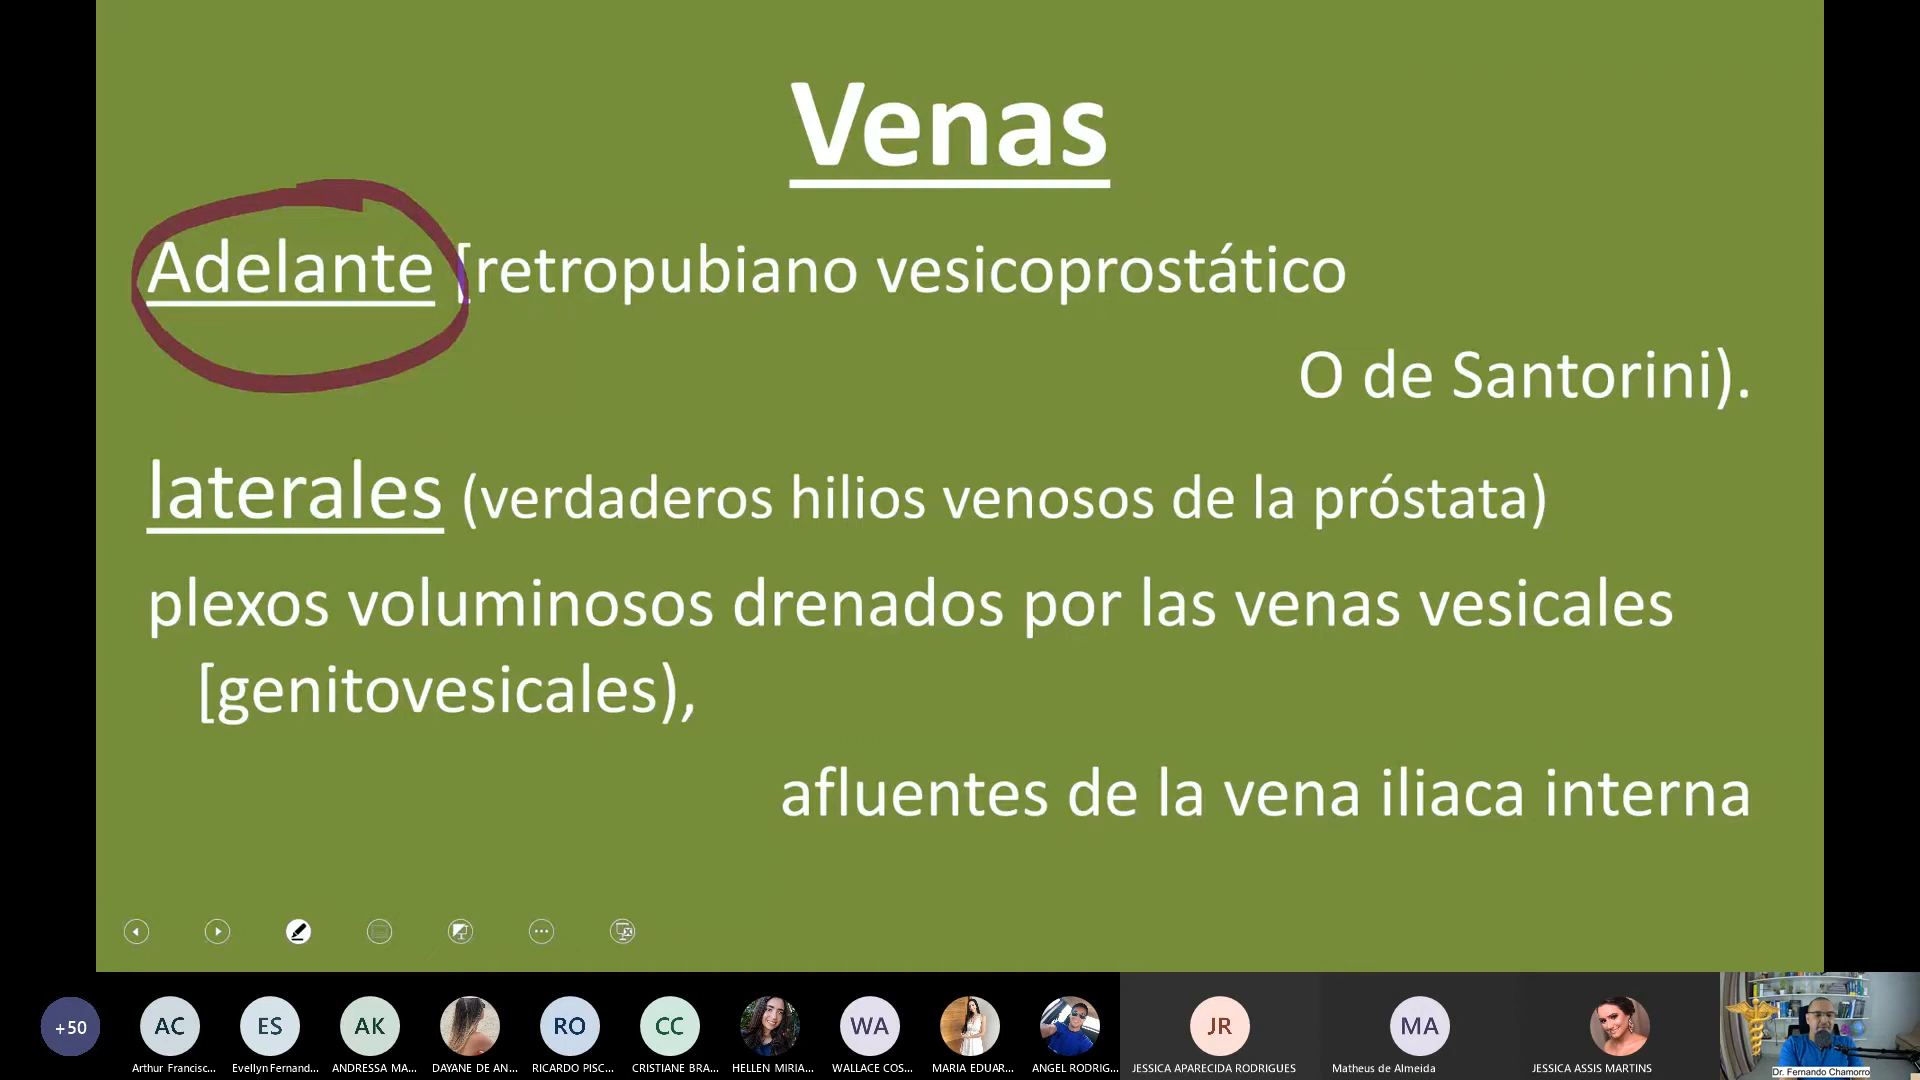 Venas
Adelante [retropubiano vesicoprostático
O de Santorini).
laterales (verdaderos hilios venosos de la próstata)
plexos voluminosos drenados por las venas vesicales
[genitovesicales),
afluentes de la vena iliaca interna
+50 AC ES AK RO CC WA JR MA
Arthur Francisc... Evellyn Fernand... ANDRESSA MA... DAYANE DE AN... RICARDO PISC... CRISTIANE BRA... HELLEN MIRIA... WALLACE COS... MARIA EDUAR... ANGEL RODRIG... JESSICA APARECIDA RODRIGUES Matheus de Almeida JESSICA ASSIS MARTINS Dr. Fernando Chamorro